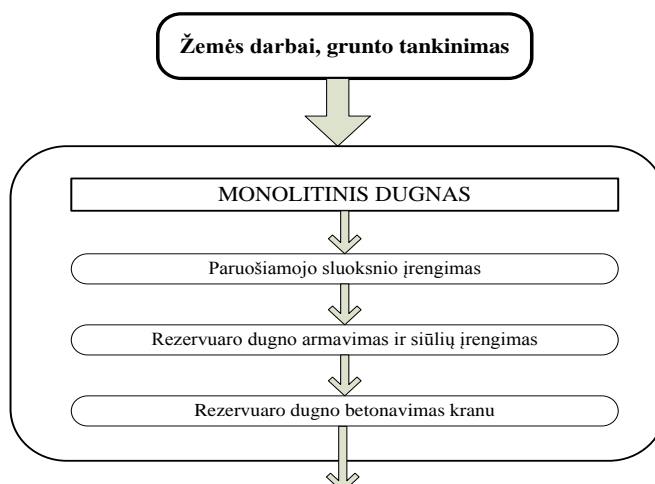 Žemės darbai, grunto tankinimas
MONOLITINIS DUGNAS
Paruošiamojo sluoksnio įrengimas
Rezervuaro dugno armavimas ir siūlių įrengimas
Rezervuaro dugno betonavimas kranu